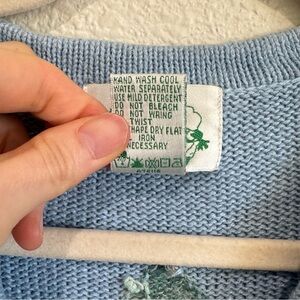 HAND WASH COOL
WATER SEPARATELY
USE MILD DETERGENT
DO NOT BLEACH
DO NOT WRING
TWIST
SHAPE DRY FLAT
IRON
NECESSARY